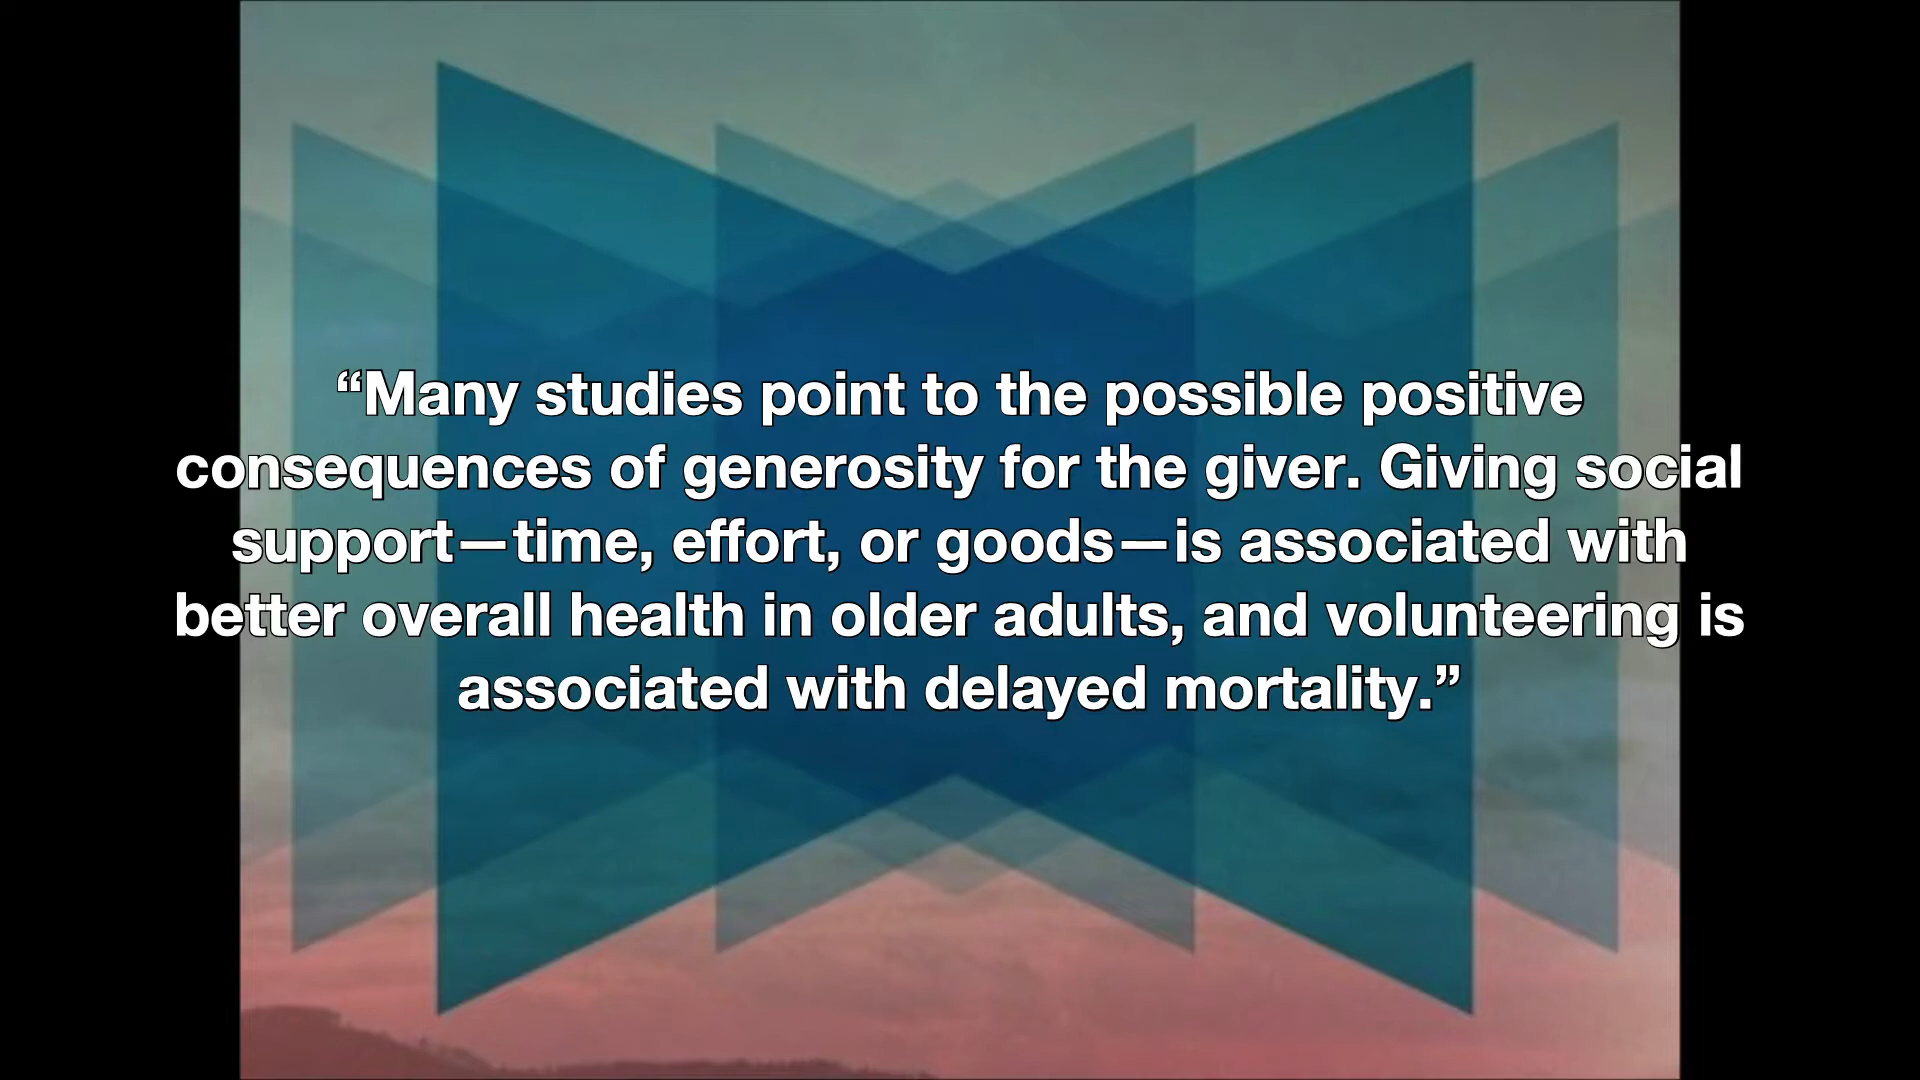 “Many studies point to the possible positive
consequences of generosity for the giver. Giving social
support—time, effort, or goods—is associated with
better overall health in older adults, and volunteering is
associated with delayed mortality.”